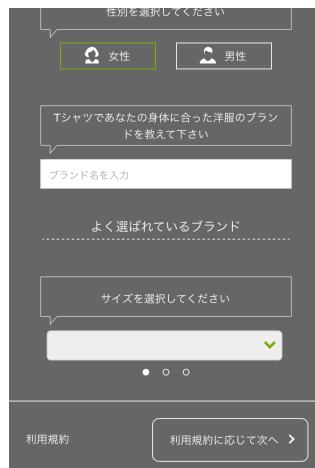 性別を選択してください
女性
男性
Tシャツであなたの身体に合った洋服のブラン
ドを教えて下さい
ブランド名を入力
よく選ばれているブランド
サイズを選択してください
利用規約
利用規約に応じて次へ